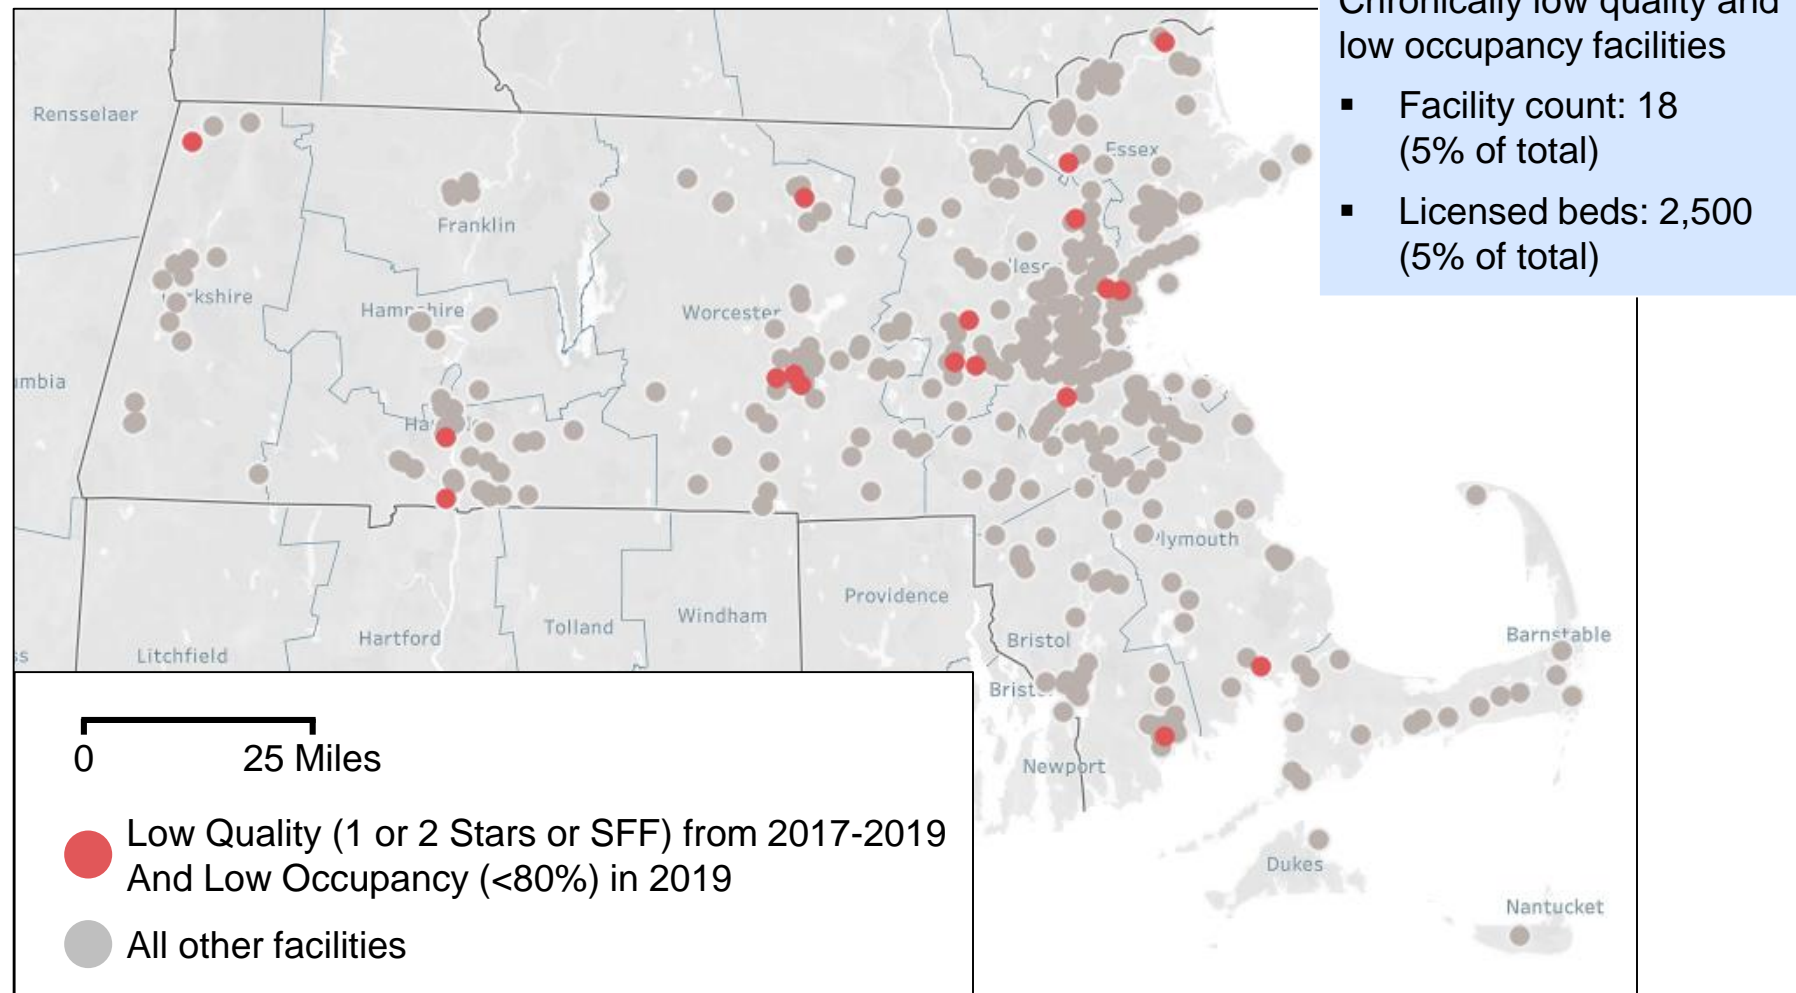 Chronically low quality and
low occupancy facilities
▪ Facility count: 18
(5% of total)
▪ Licensed beds: 2,500
(5% of total)
Rensselaer
Essex
Franklin
Hampshire
Worcester
Plymouth
Providence
Windham
Tolland
Hartford
Litchfield
Bristol
Barnstable
Newport
Dukes
Nantucket
0 25 Miles
Low Quality (1 or 2 Stars or SFF) from 2017-2019
And Low Occupancy (<80%) in 2019
All other facilities